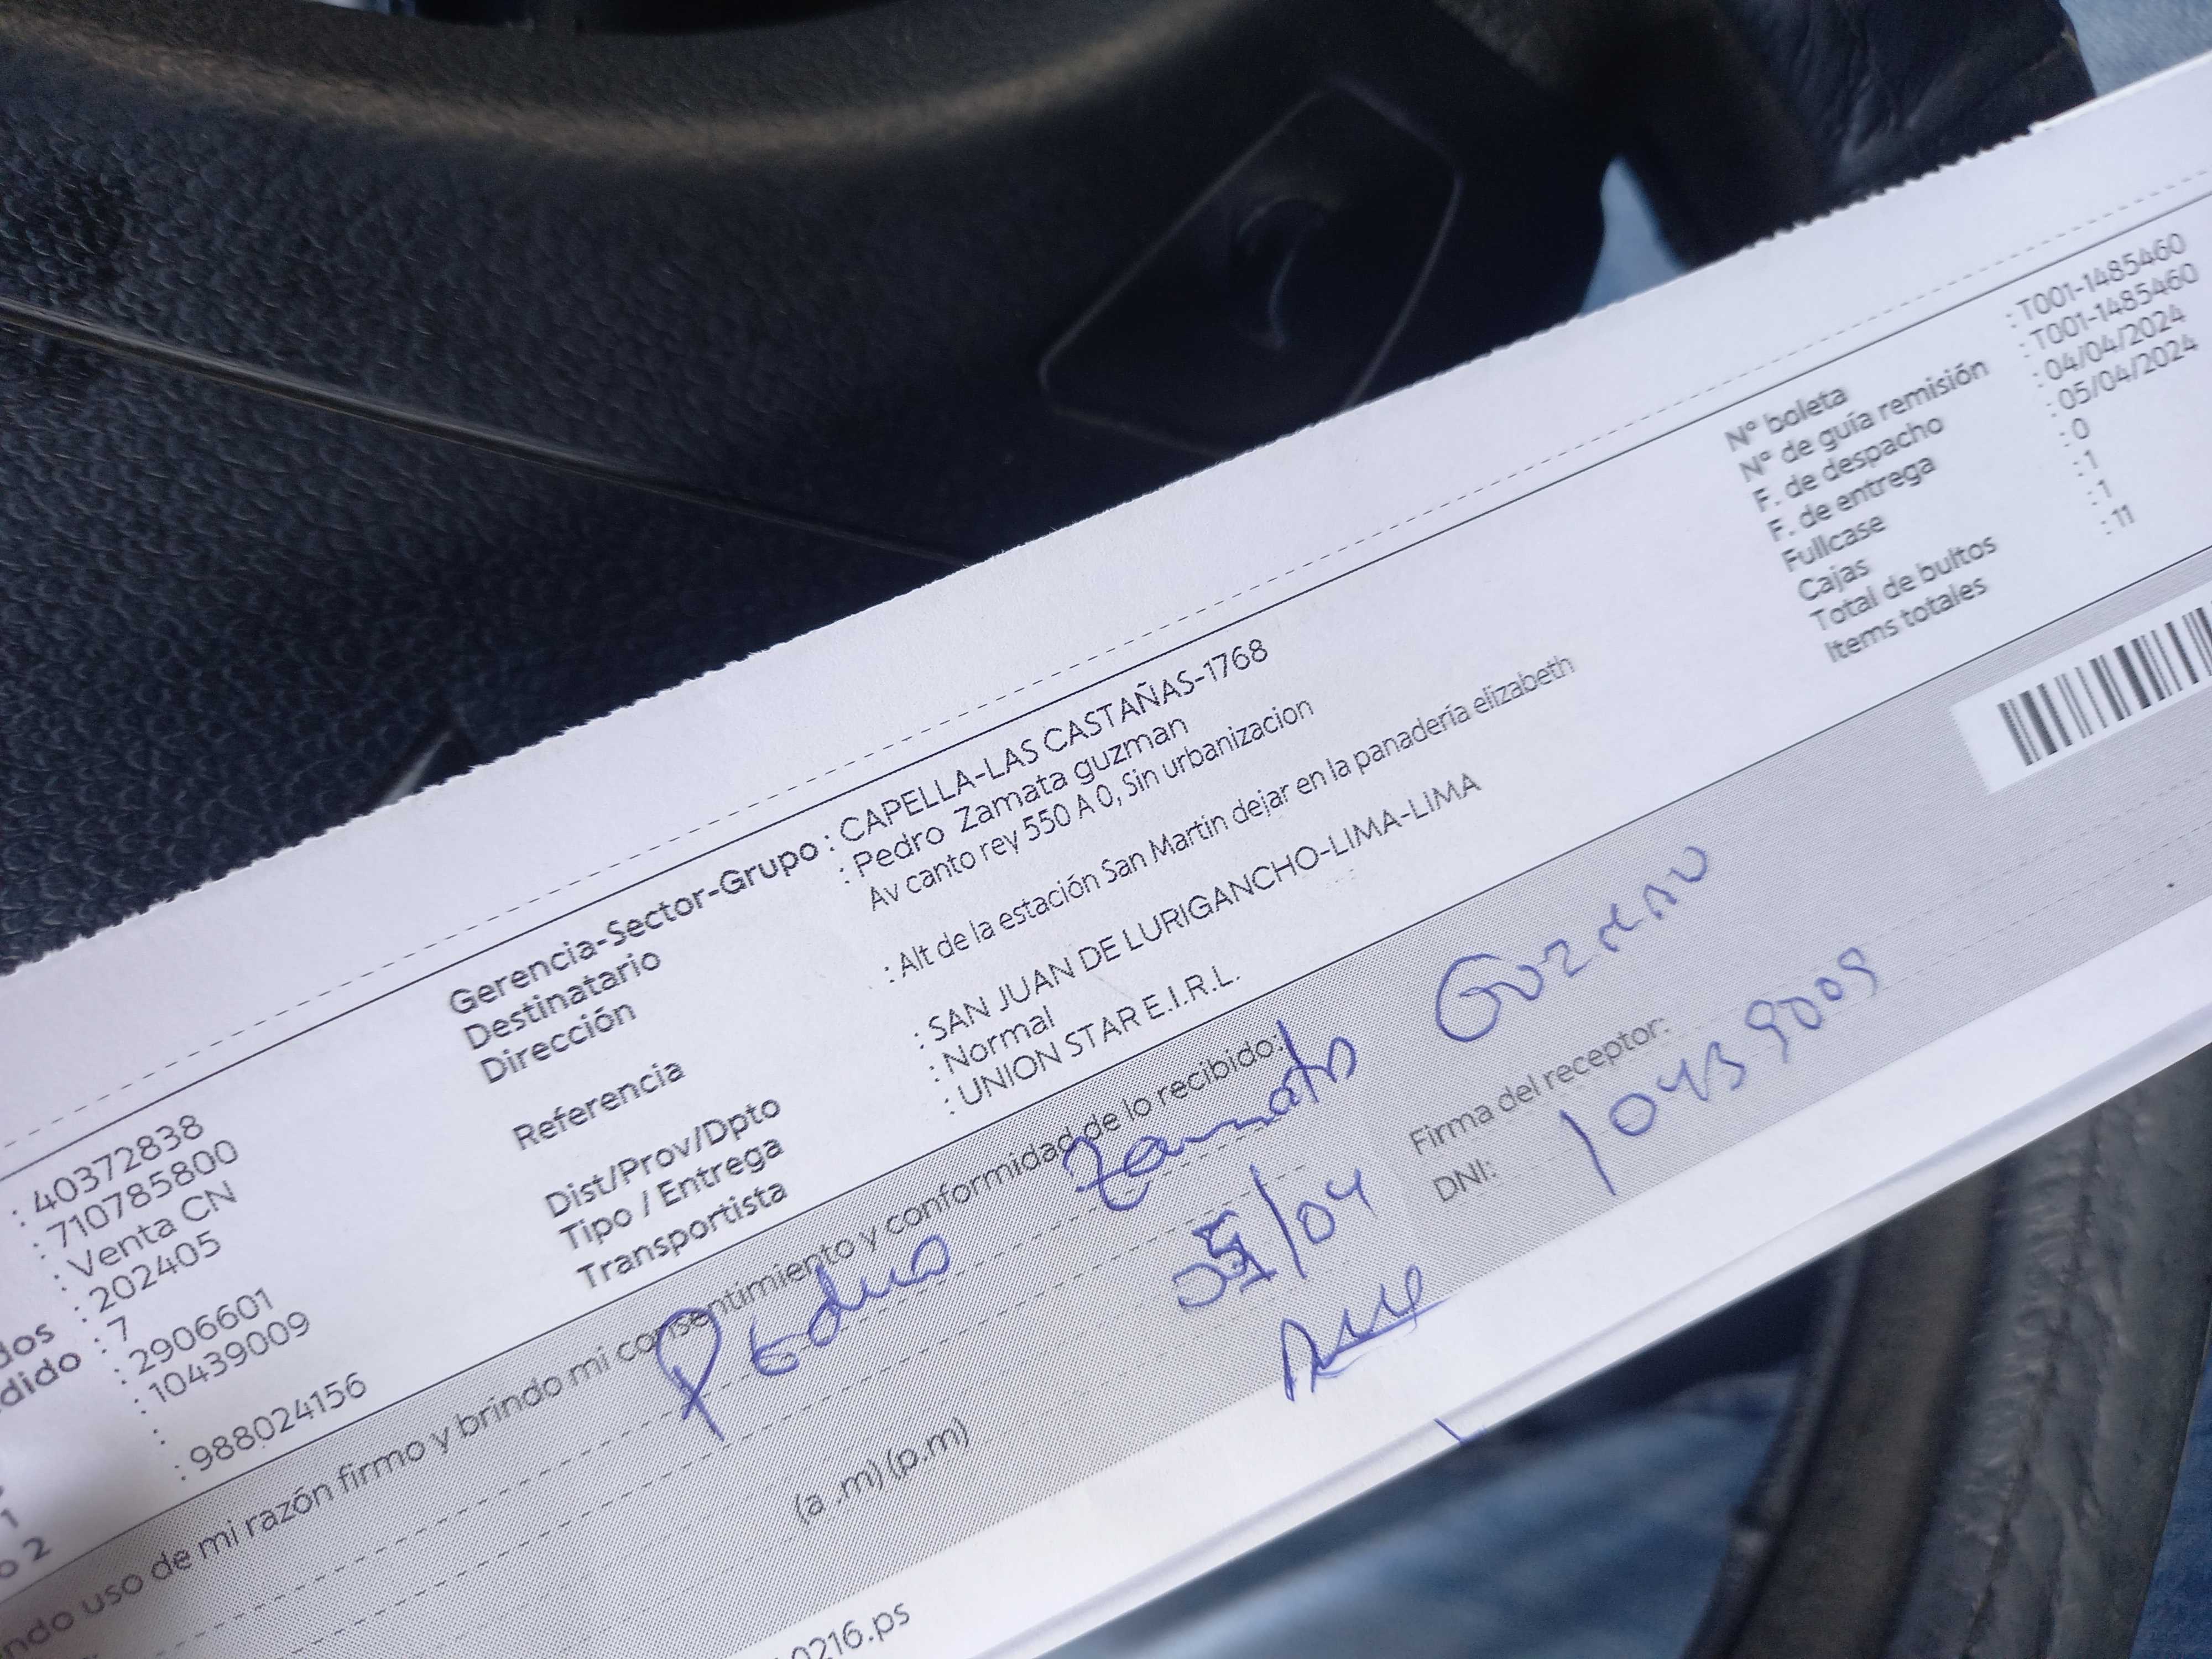 : 40372838
: 710785800
: Venta CN
dos : 202405
dido : 7
: 2906601
: 10439009
:
: 988024156
1
o 2
Gerencia-Sector-Grupo : CAPELLA-LAS CASTAÑAS-1768
Destinatario : Pedro Zamata guzman
Dirección Av canto rey 550 A 0, Sin urbanizacion
Referencia : Alt de la estación San Martin dejar en la panadería elizabeth
Dist/Prov/Dpto : SAN JUAN DE LURIGANCHO-LIMA-LIMA
Tipo / Entrega : Normal
Transportista : UNION STAR E.I.R.L.
N° boleta : T001-1485460
N° de guía remisión : T001-1485460
F. de despacho : 04/04/2024
F. de entrega : 05/04/2024
Fullcase : 0
Cajas : 1
Total de bultos : 1
Items totales : 11
ndo uso de mi razón firmo y brindo mi consentimiento y conformidad de lo recibido:
Pedro Zamata Guzman
05/04
(a .m) (p.m)
Firma del receptor:
DNI: 10439009
0216.ps